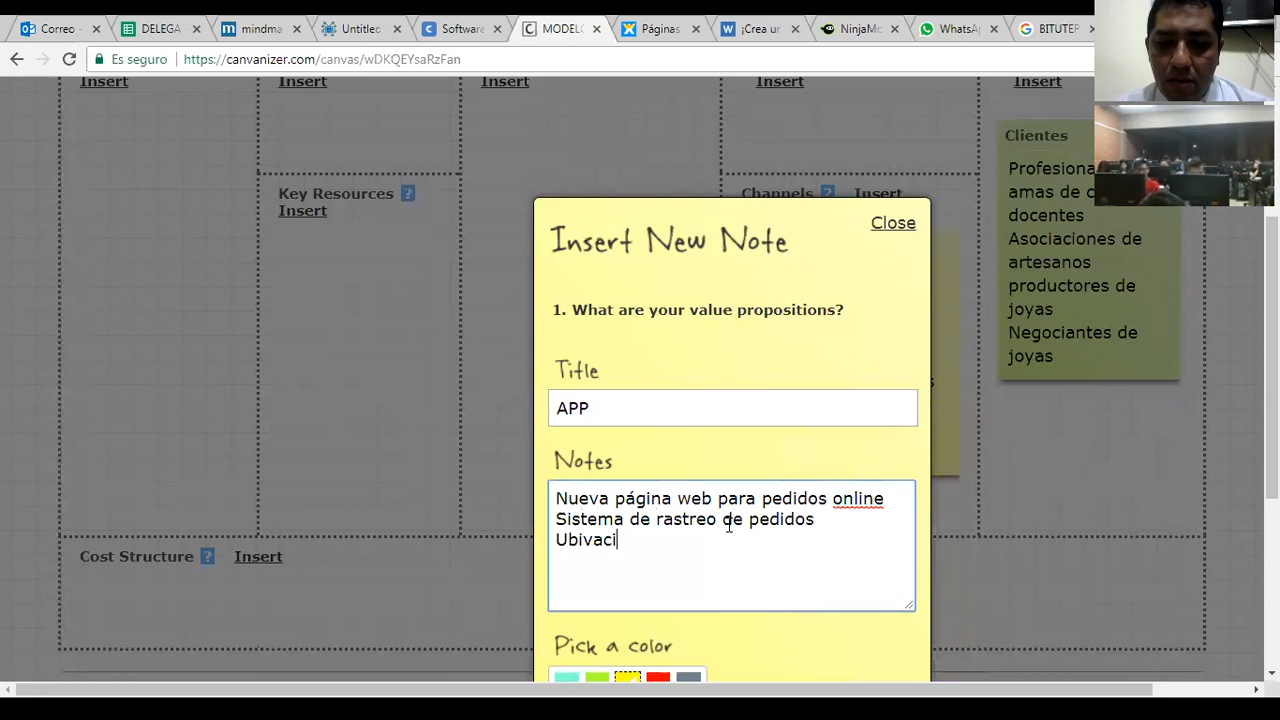 Correo -
DELEGA
mindma
Untitleo
Software
MODELO
Páginas
¡Crea ur
NinjaMo
WhatsA
BITUTER
Es seguro
https://canvanizer.com/canvas/wDKQEYsaRzFan
Insert
Insert
Insert
Insert
Insert
Clientes
Profesiona
amas de c
docentes
Asociaciones de
artesanos
productores de
joyas
Negociantes de
joyas
Key Resources ?
Insert
Channels ? Insert
Close
Insert New Note
1. What are your value propositions?
Title
APP
Notes
Nueva página web para pedidos online
Sistema de rastreo de pedidos
Ubivaci
Cost Structure ? Insert
Pick a color